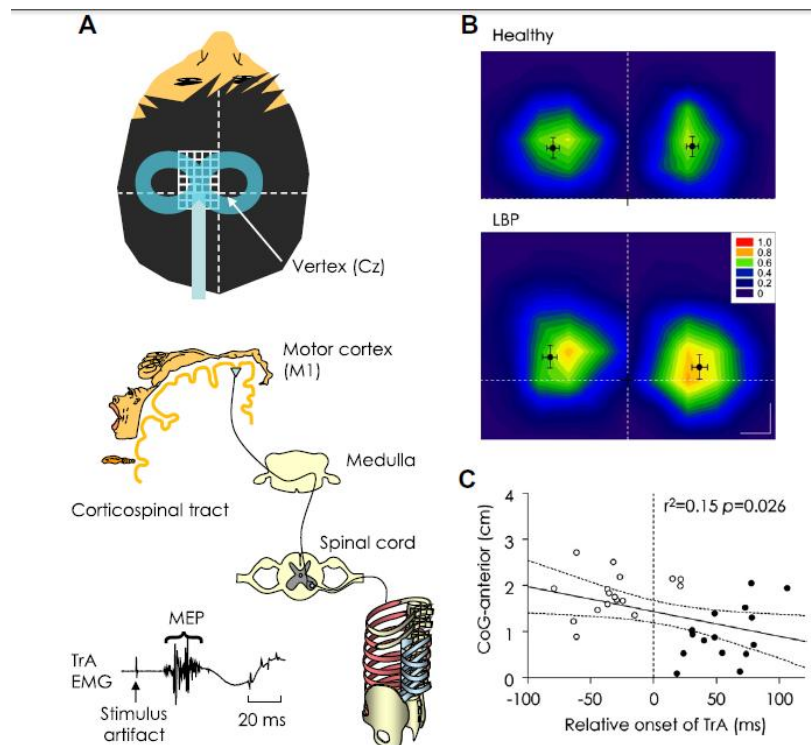 A
Vertex (Cz)
Motor cortex
(M1)
Medulla
Corticospinal tract
Spinal cord
MEP
TrA
EMG
Stimulus
artifact
20 ms
B
Healthy
LBP
1.0
0.8
0.6
0.4
0.2
0
C
r²=0.15 p=0.026
CoG-anterior (cm)
4
3
2
1
0
-100 -50 0 50 100
Relative onset of TrA (ms)